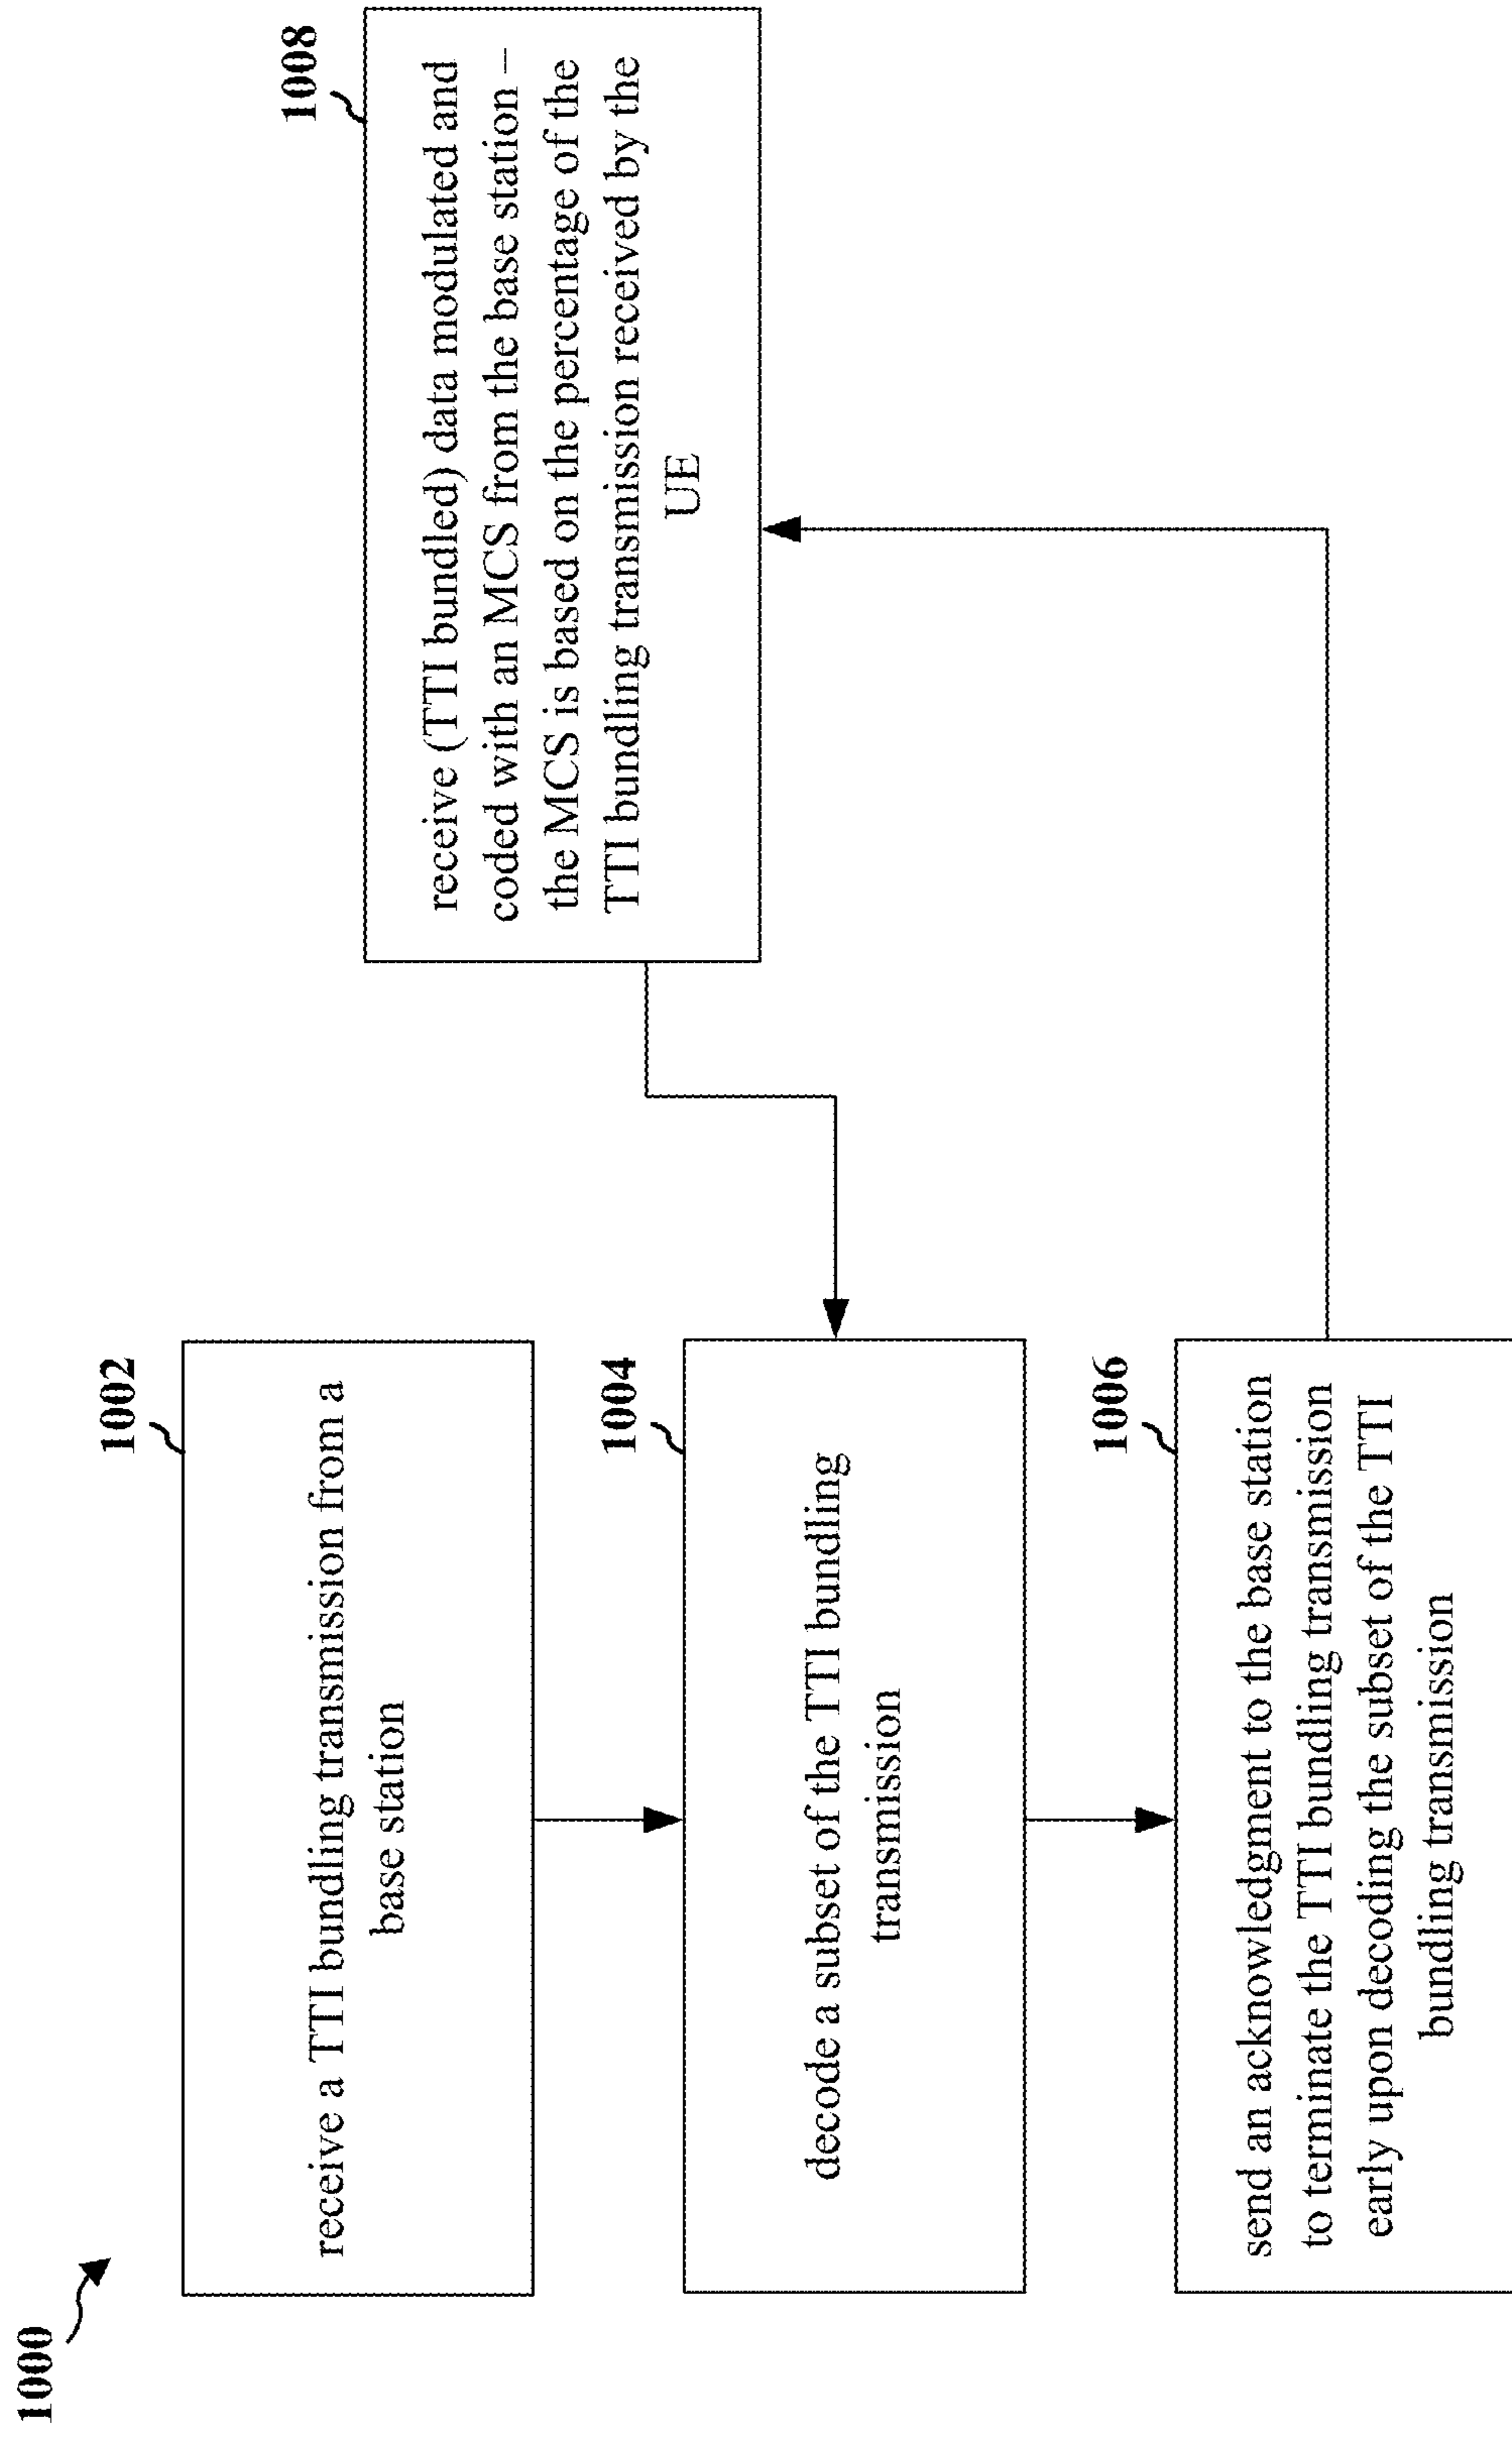 1000
1002
receive a TTI bundling transmission from a
base station
1004
decode a subset of the TTI bundling
transmission
1006
send an acknowledgment to the base station
to terminate the TTI bundling transmission
early upon decoding the subset of the TTI
bundling transmission
1008
receive (TTI bundled) data modulated and
coded with an MCS from the base station –
the MCS is based on the percentage of the
TTI bundling transmission received by the
UE